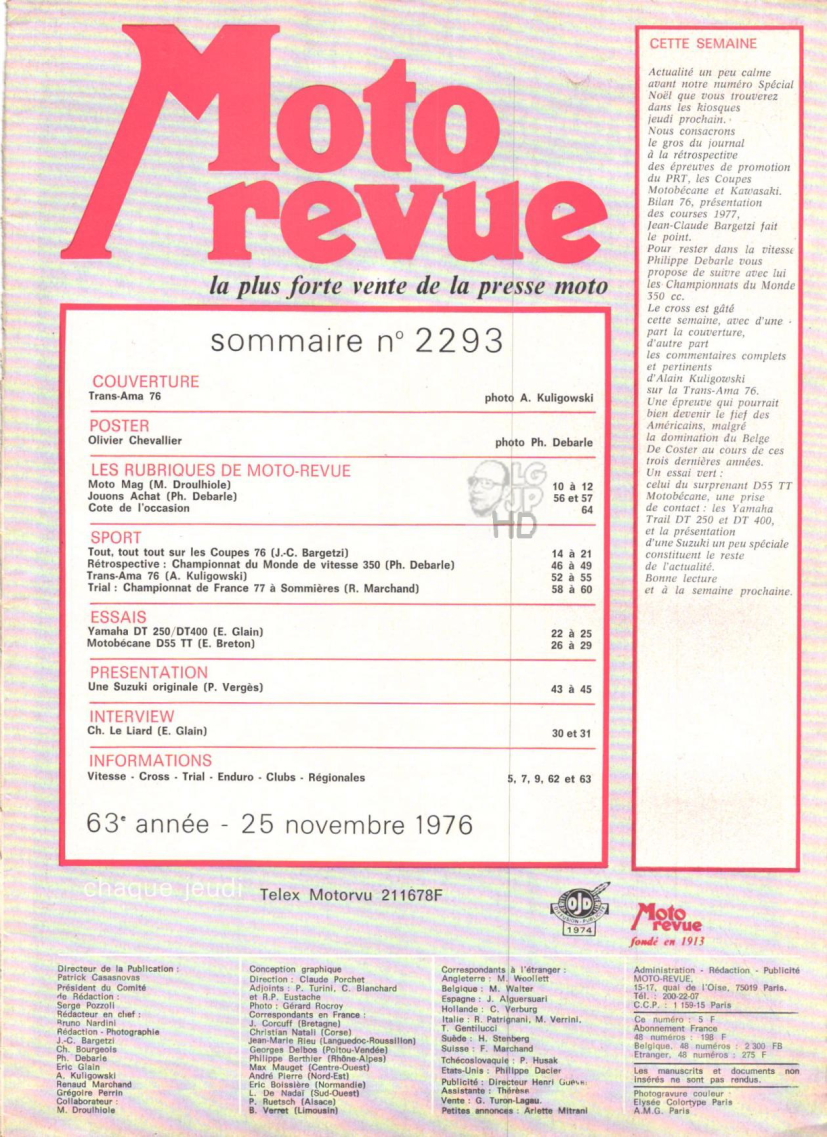 Moto
revue
la plus forte vente de la presse moto
sommaire n° 2293
COUVERTURE
Trans-Ama 76 photo A. Kuligowski
POSTER
Olivier Chevallier photo Ph. Debarle
LES RUBRIQUES DE MOTO-REVUE
Moto Mag (M. Droulhiole) 10 à 12
Jouons Achat (Ph. Debarle) 56 et 57
Cote de l'occasion 64
LG
JP
HD
SPORT
Tout, tout tout sur les Coupes 76 (J.-C. Bargetzi) 14 à 21
Rétrospective : Championnat du Monde de vitesse 350 (Ph. Debarle) 46 à 49
Trans-Ama 76 (A. Kuligowski) 52 à 55
Trial : Championnat de France 77 à Sommières (R. Marchand) 58 à 60
ESSAIS
Yamaha DT 250/DT400 (E. Glain) 22 à 25
Motobécane D55 TT (E. Breton) 26 à 29
PRESENTATION
Une Suzuki originale (P. Vergès) 43 à 45
INTERVIEW
Ch. Le Liard (E. Glain) 30 et 31
INFORMATIONS
Vitesse - Cross - Trial - Enduro - Clubs - Régionales 5, 7, 9, 62 et 63
63e année - 25 novembre 1976
CETTE SEMAINE
Actualité un peu calme
avant notre numéro Spécial
Noël que vous trouverez
dans les kiosques
jeudi prochain.
Nous consacrons
le gros du journal
à la rétrospective
des épreuves de promotion
du PRT, les Coupes
Motobécane et Kawasaki.
Bilan 76, présentation
des courses 1977,
Jean-Claude Bargetzi fait
le point.
Pour rester dans la vitesse
Philippe Debarle vous
propose de suivre avec lui
les Championnats du Monde
350 cc.
Le cross est gâté
cette semaine, avec d'une
part la couverture,
d'autre part
les commentaires complets
et pertinents
d'Alain Kuligowski
sur la Trans-Ama 76.
Une épreuve qui pourrait
bien devenir le fief des
Américains, malgré
la domination du Belge
De Coster au cours de ces
trois dernières années.
Un essai vert :
celui du surprenant D55 TT
Motobécane, une prise
de contact : les Yamaha
Trail DT 250 et DT 400,
et la présentation
d'une Suzuki un peu spéciale
constituent le reste
de l'actualité.
Bonne lecture
et à la semaine prochaine.
chaque jeudi Telex Motorvu 211678F
OJD
1974
Moto
revue
fondé en 1913
Directeur de la Publication :
Patrick Casasnovas
Président du Comité
de Rédaction :
Serge Pozzoli
Rédacteur en chef :
Bruno Nardini
Rédaction - Photographie
J.-C. Bargetzi
Ch. Bourgeois
Ph. Debarle
Eric Glain
A. Kuligowski
Renaud Marchand
Grégoire Perrin
Collaborateur :
M. Droulhiole
Conception graphique
Direction : Claude Porchet
Adjoints : P. Turini, C. Blanchard
et R.P. Eustache
Photo : Gérard Rocroy
Correspondants en France :
J. Corcuff (Bretagne)
Christian Natali (Corse)
Jean-Marie Rieu (Languedoc-Roussillon)
Georges Delbos (Poitou-Vendée)
Philippe Berthier (Rhône-Alpes)
Max Mauget (Centre-Ouest)
André Pierre (Nord-Est)
Eric Boissière (Normandie)
L. De Nadaï (Sud-Ouest)
P. Ruetsch (Alsace)
B. Verret (Limousin)
Correspondants à l'étranger :
Angleterre : M. Woollett
Belgique : M. Walter
Espagne : J. Alguersuari
Hollande : C. Verburg
Italie : R. Patrignani, M. Verrini,
T. Gentilucci
Suède : H. Stenberg
Suisse : F. Marchand
Tchécoslovaquie : P. Husak
Etats-Unis : Philippe Dacier
Publicité : Directeur Henri
Assistante : Thérèse
Vente : G. Turon-Lagau.
Petites annonces : Arlette Mitrani
Administration - Rédaction - Publicité
MOTO-REVUE,
15-17, quai de l'Oise, 75019 Paris.
Tél. : 200-22-07
C.C.P. : 1 159-15 Paris
Ce numéro : 5 F
Abonnement France
48 numéros : 198 F
Belgique. 48 numéros : 2 300 FB
Etranger, 48 numéros : 275 F
Les manuscrits et documents non
insérés ne sont pas rendus.
Photogravure couleur :
Elysée Colortype Paris
A.M.G. Paris